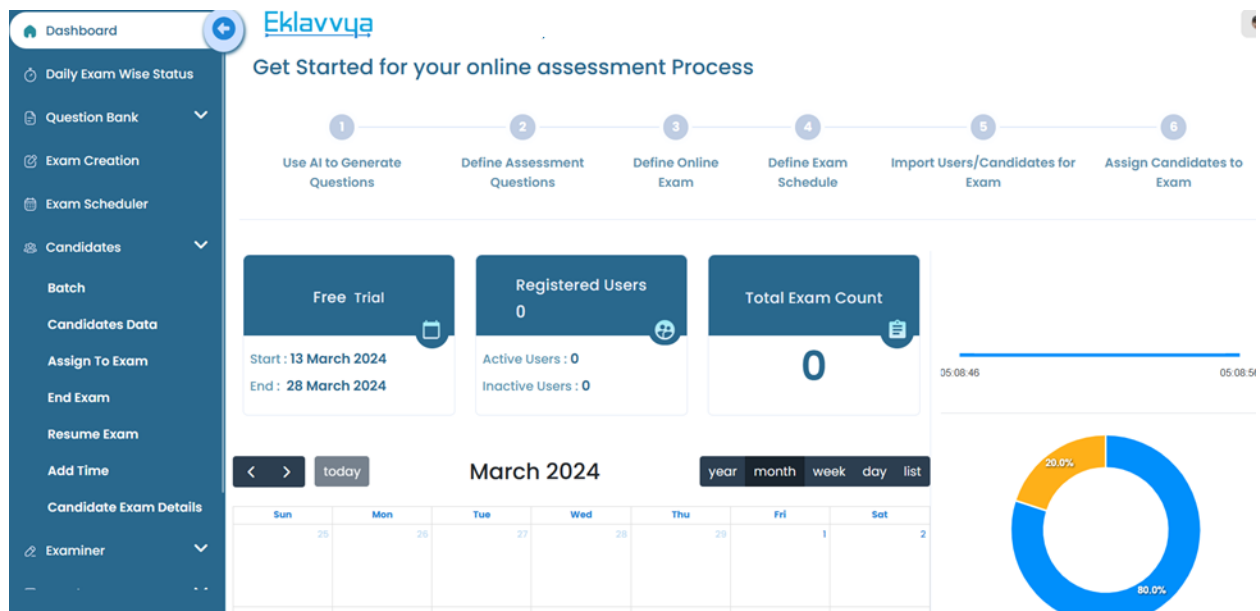 Dashboard
Daily Exam Wise Status
Question Bank
Exam Creation
Exam Scheduler
Candidates
Batch
Candidates Data
Assign To Exam
End Exam
Resume Exam
Add Time
Candidate Exam Details
Examiner
Eklavvya
Get Started for your online assessment Process
1
Use AI to Generate
Questions
2
Define Assessment
Questions
3
Define Online
Exam
4
Define Exam
Schedule
5
Import Users/Candidates for
Exam
6
Assign Candidates to
Exam
Free Trial
Start : 13 March 2024
End : 28 March 2024
Registered Users
0
Active Users : 0
Inactive Users : 0
Total Exam Count
0
05:08:46
today
March 2024
year month week day list
Sun Mon Tue Wed Thu Fri Sat
25 26 27 28 29 1 2
20.0%
80.0%